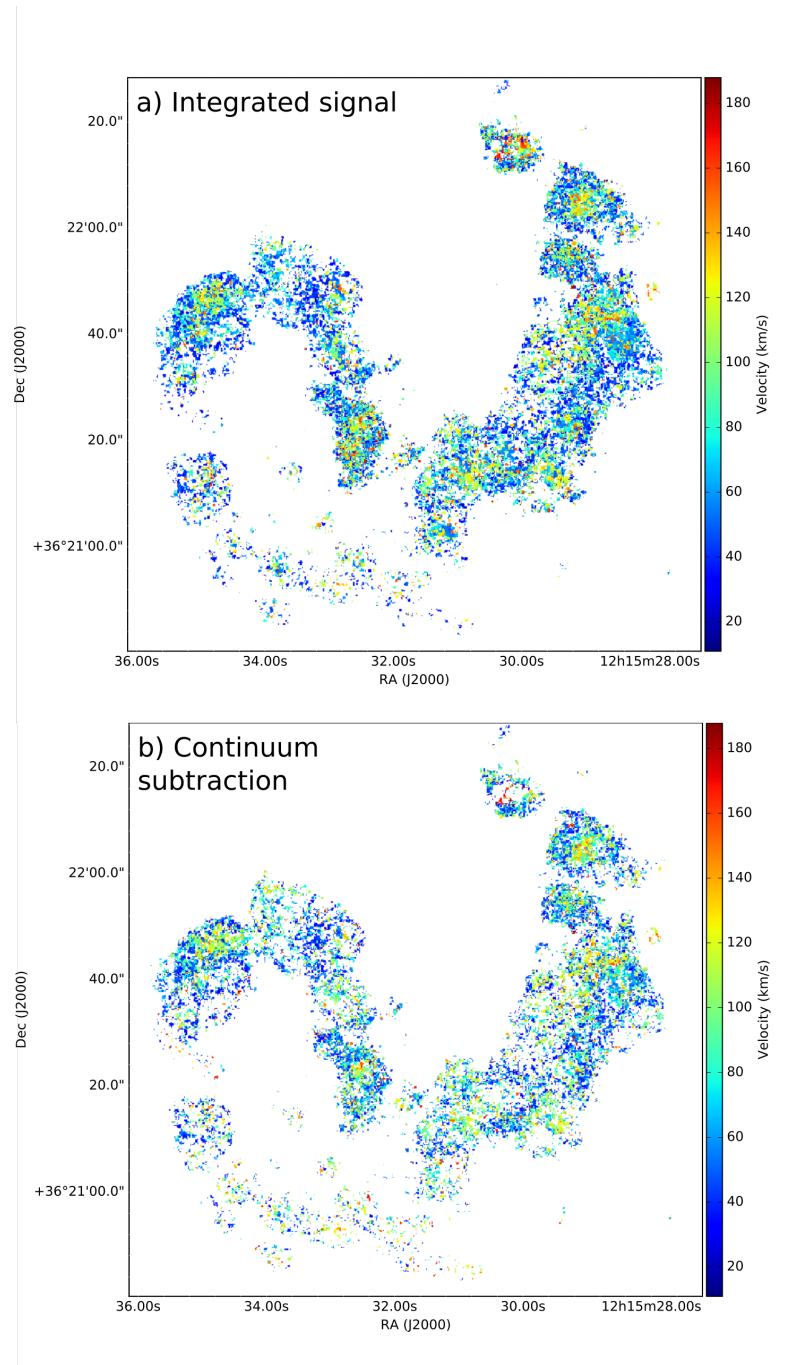 a) Integrated signal
20.0"
22'00.0"
40.0"
20.0"
+36°21'00.0"
Dec (J2000)
36.00s 34.00s 32.00s 30.00s 12h15m28.00s
RA (J2000)
180
160
140
120
100
80
60
40
20
Velocity (km/s)
b) Continuum
subtraction
20.0"
22'00.0"
40.0"
20.0"
+36°21'00.0"
Dec (J2000)
36.00s 34.00s 32.00s 30.00s 12h15m28.00s
RA (J2000)
180
160
140
120
100
80
60
40
20
Velocity (km/s)